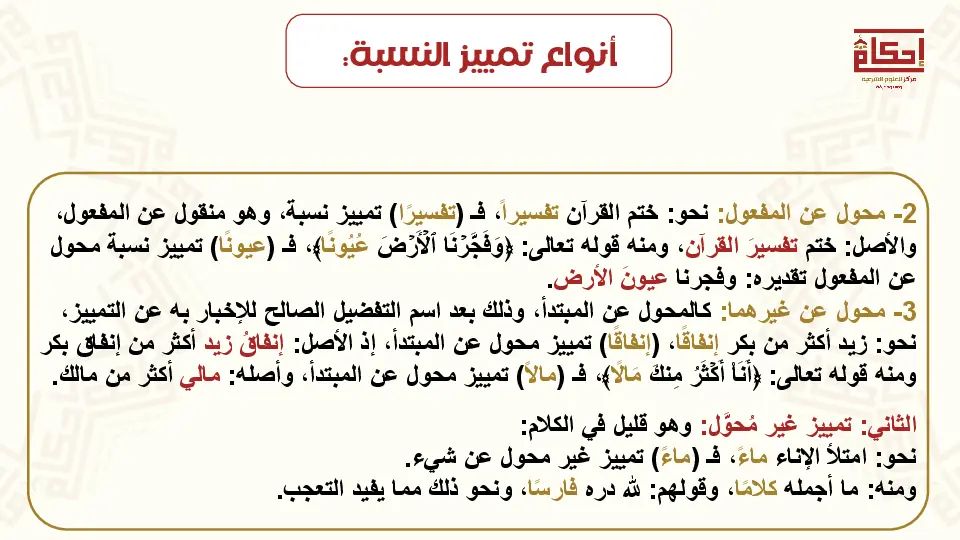 أنواع تمييز النسبة:
إحكام
مركز للعلوم الشرعية
2- محول عن المفعول: نحو: ختم القرآن تفسيراً، فـ (تفسيرًا) تمييز نسبة، وهو منقول عن المفعول،
والأصل: ختم تفسيرَ القرآن، ومنه قوله تعالى: ﴿وَفَجَّرۡنَا ٱلۡأَرۡضَ عُيُونًا﴾، فـ (عيونًا) تمييز نسبة محول
عن المفعول تقديره: وفجرنا عيونَ الأرض.
3- محول عن غيرهما: كالمحول عن المبتدأ، وذلك بعد اسم التفضيل الصالح للإخبار به عن التمييز،
نحو: زيد أكثر من بكر إنفاقًا، (إنفاقًا) تمييز محول عن المبتدأ، إذ الأصل: إنفاقُ زيد أكثر من إنفاق بكر
ومنه قوله تعالى: ﴿أَنَا۠ أَكۡثَرُ مِنكَ مَالًا﴾، فـ (مالاً) تمييز محول عن المبتدأ، وأصله: مالي أكثر من مالك.
الثاني: تمييز غير مُحوَّل: وهو قليل في الكلام:
نحو: امتلأ الإناء ماءً، فـ (ماءً) تمييز غير محول عن شيء.
ومنه: ما أجمله كلامًا، وقولهم: لله دره فارسًا، ونحو ذلك مما يفيد التعجب.